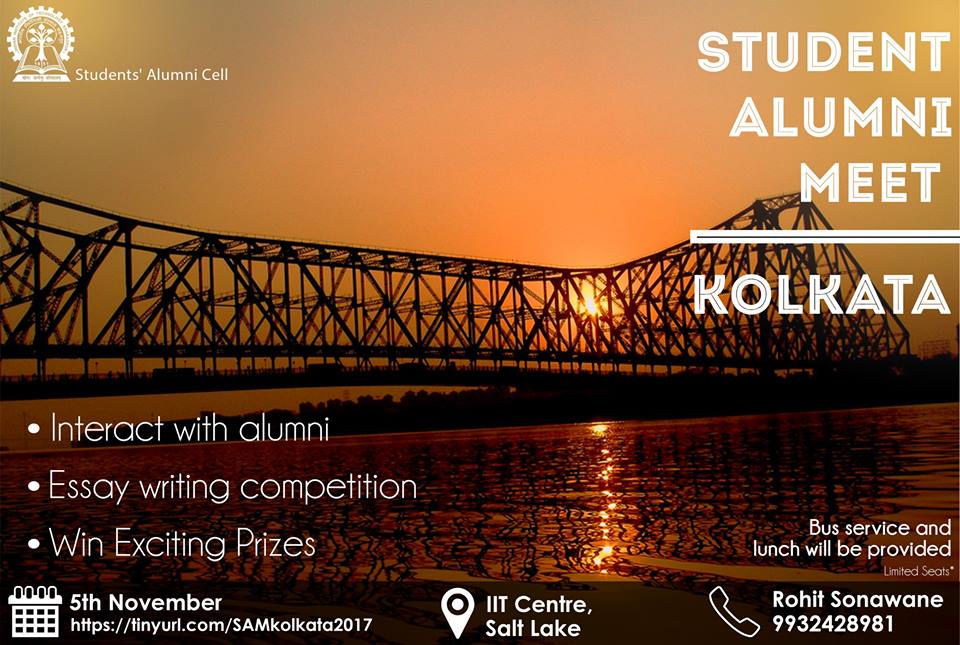 Students' Alumni Cell
STUDENT
ALUMNI
MEET
KOLKATA
• Interact with alumni
• Essay writing competition
• Win Exciting Prizes
Bus service and
lunch will be provided
Limited Seats*
5th November
https://tinyurl.com/SAMkolkata2017
IIT Centre,
Salt Lake
Rohit Sonawane
9932428981